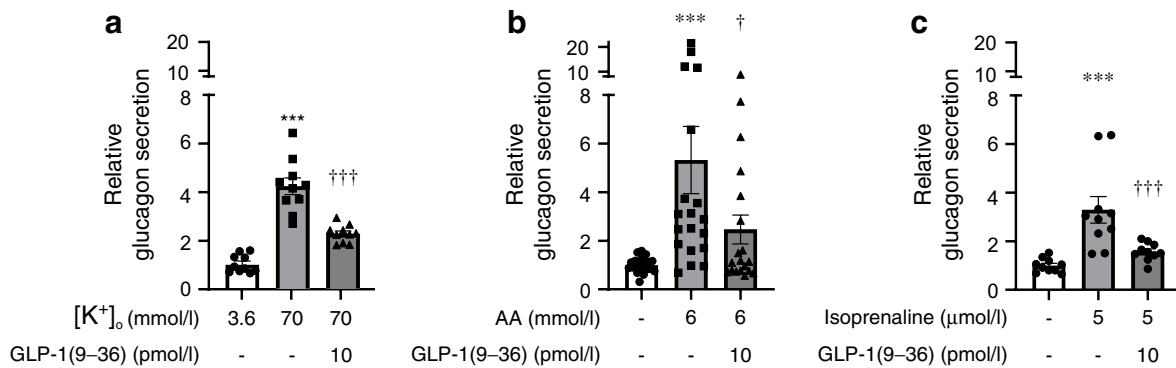 a
20
10
8
6
4
2
0
Relative
glucagon secretion
***
†††
[K⁺]ₒ (mmol/l) 3.6 70 70
GLP-1(9–36) (pmol/l) - - 10
b
20
10
8
6
4
2
0
Relative
glucagon secretion
***
†
AA (mmol/l) - 6 6
GLP-1(9–36) (pmol/l) - - 10
c
20
10
8
6
4
2
0
Relative
glucagon secretion
***
†††
Isoprenaline (μmol/l) - 5 5
GLP-1(9–36) (pmol/l) - - 10